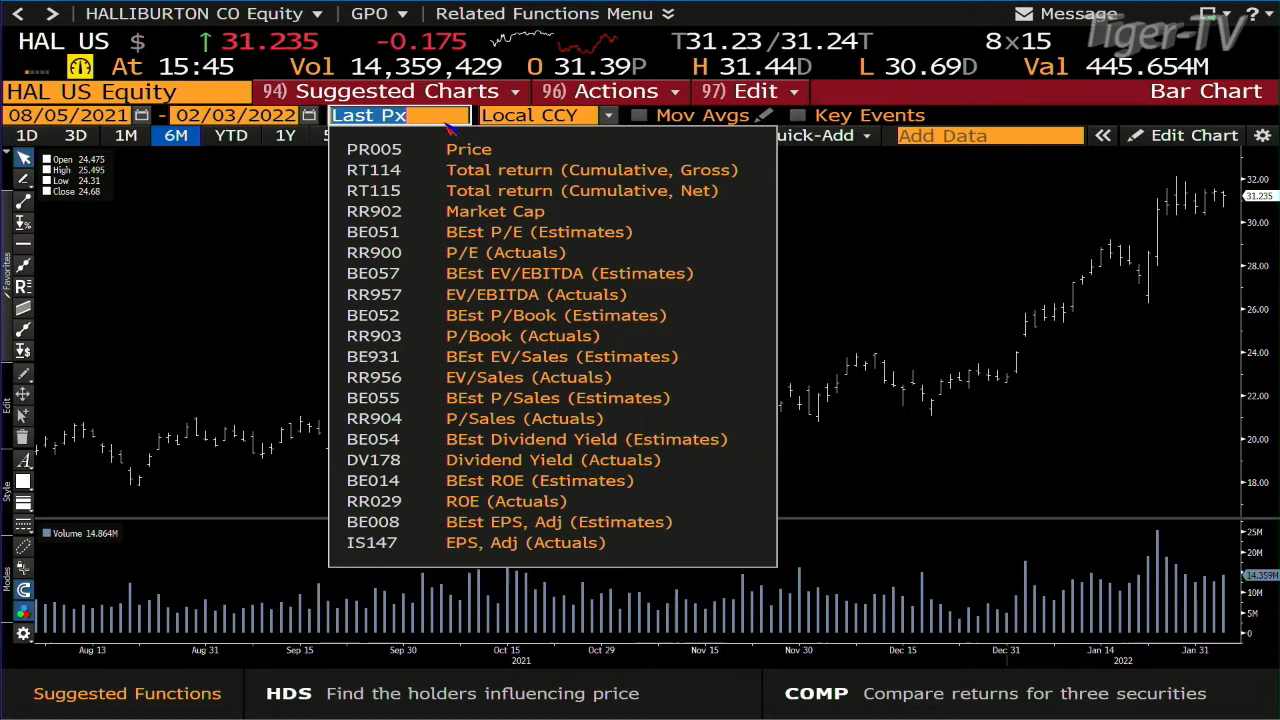 HALLIBURTON CO Equity GPO Related Functions Menu Message ?
Tiger-TV
HAL US $ ↑ 31.235 -0.175 T31.23 / 31.24T 8 x 15
At 15:45 Vol 14,359,429 O 31.39P H 31.44D L 30.69D Val 445.654M
HAL US Equity 94) Suggested Charts 96) Actions 97) Edit Bar Chart
08/05/2021 - 02/03/2022 Last Px Local CCY Mov Avgs Key Events
1D 3D 1M 6M YTD 1Y uick-Add Add Data « Edit Chart
Open 24.475
High 25.495
Low 24.31
Close 24.68
PR005 Price
RT114 Total return (Cumulative, Gross)
RT115 Total return (Cumulative, Net)
RR902 Market Cap
BE051 BEst P/E (Estimates)
RR900 P/E (Actuals)
BE057 BEst EV/EBITDA (Estimates)
RR957 EV/EBITDA (Actuals)
BE052 BEst P/Book (Estimates)
RR903 P/Book (Actuals)
BE931 BEst EV/Sales (Estimates)
RR956 EV/Sales (Actuals)
BE055 BEst P/Sales (Estimates)
RR904 P/Sales (Actuals)
BE054 BEst Dividend Yield (Estimates)
DV178 Dividend Yield (Actuals)
BE014 BEst ROE (Estimates)
RR029 ROE (Actuals)
BE008 BEst EPS, Adj (Estimates)
IS147 EPS, Adj (Actuals)
32.00
31.235
30.00
28.00
26.00
24.00
22.00
20.00
18.00
Favorites
Edit
Style
Modes
Volume 14.864M
25M
20M
14.359M
10M
5M
0
Aug 13 Aug 31 Sep 15 Sep 30 Oct 15 Oct 29 Nov 15 Nov 30 Dec 15 Dec 31 Jan 14 Jan 31
2021 2022
Suggested Functions HDS Find the holders influencing price COMP Compare returns for three securities